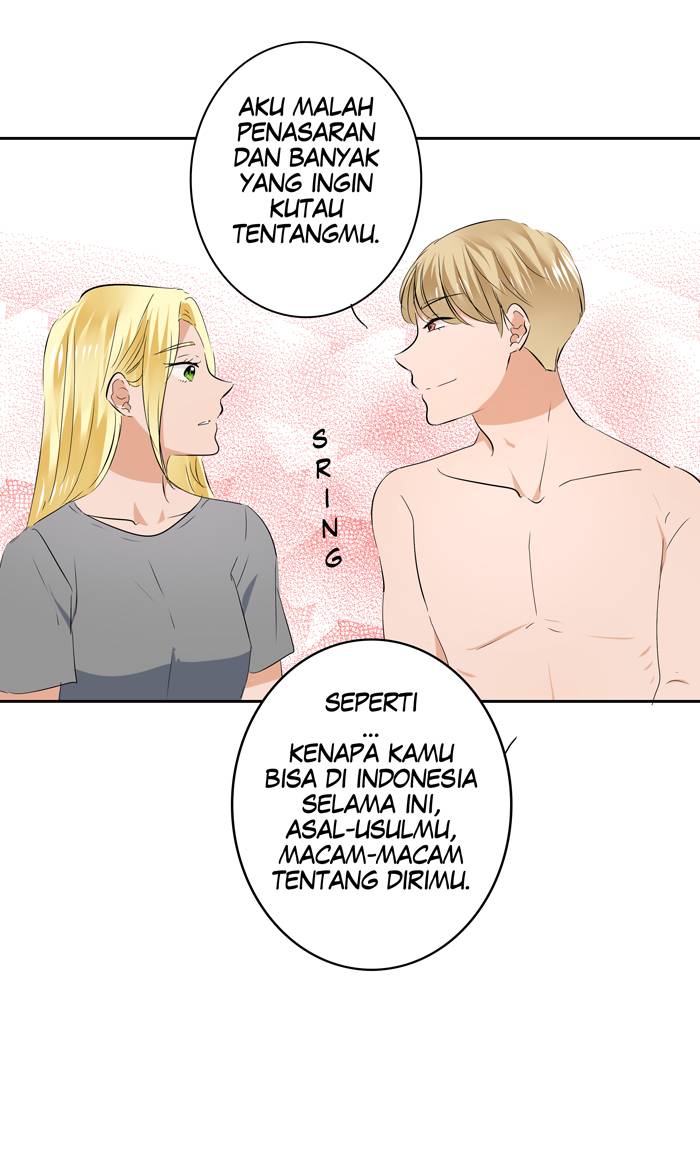 AKU MALAH
PENASARAN
DAN BANYAK
YANG INGIN
KUTAU
TENTANGMU.
SRING
SEPERTI
...
KENAPA KAMU
BISA DI INDONESIA
SELAMA INI,
ASAL-USULMU,
MACAM-MACAM
TENTANG DIRIMU.